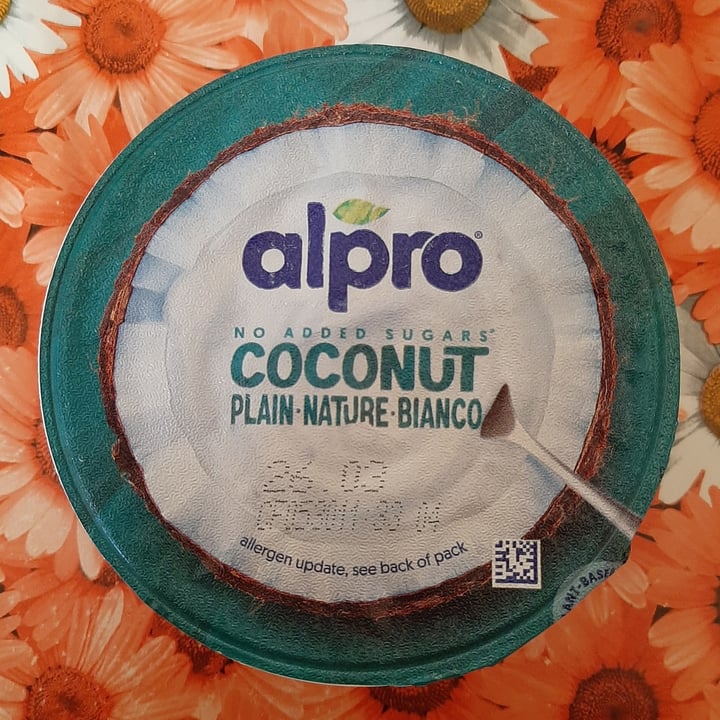 alpro®
NO ADDED SUGARS*
COCONUT
PLAIN·NATURE·BIANCO
26.03
allergen update, see back of pack